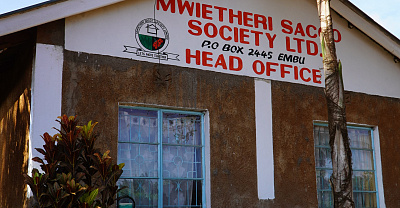 MWIETHERI SACCO
SOCIETY LTD.
P.O BOX 2445 EMBU
HEAD OFFICE